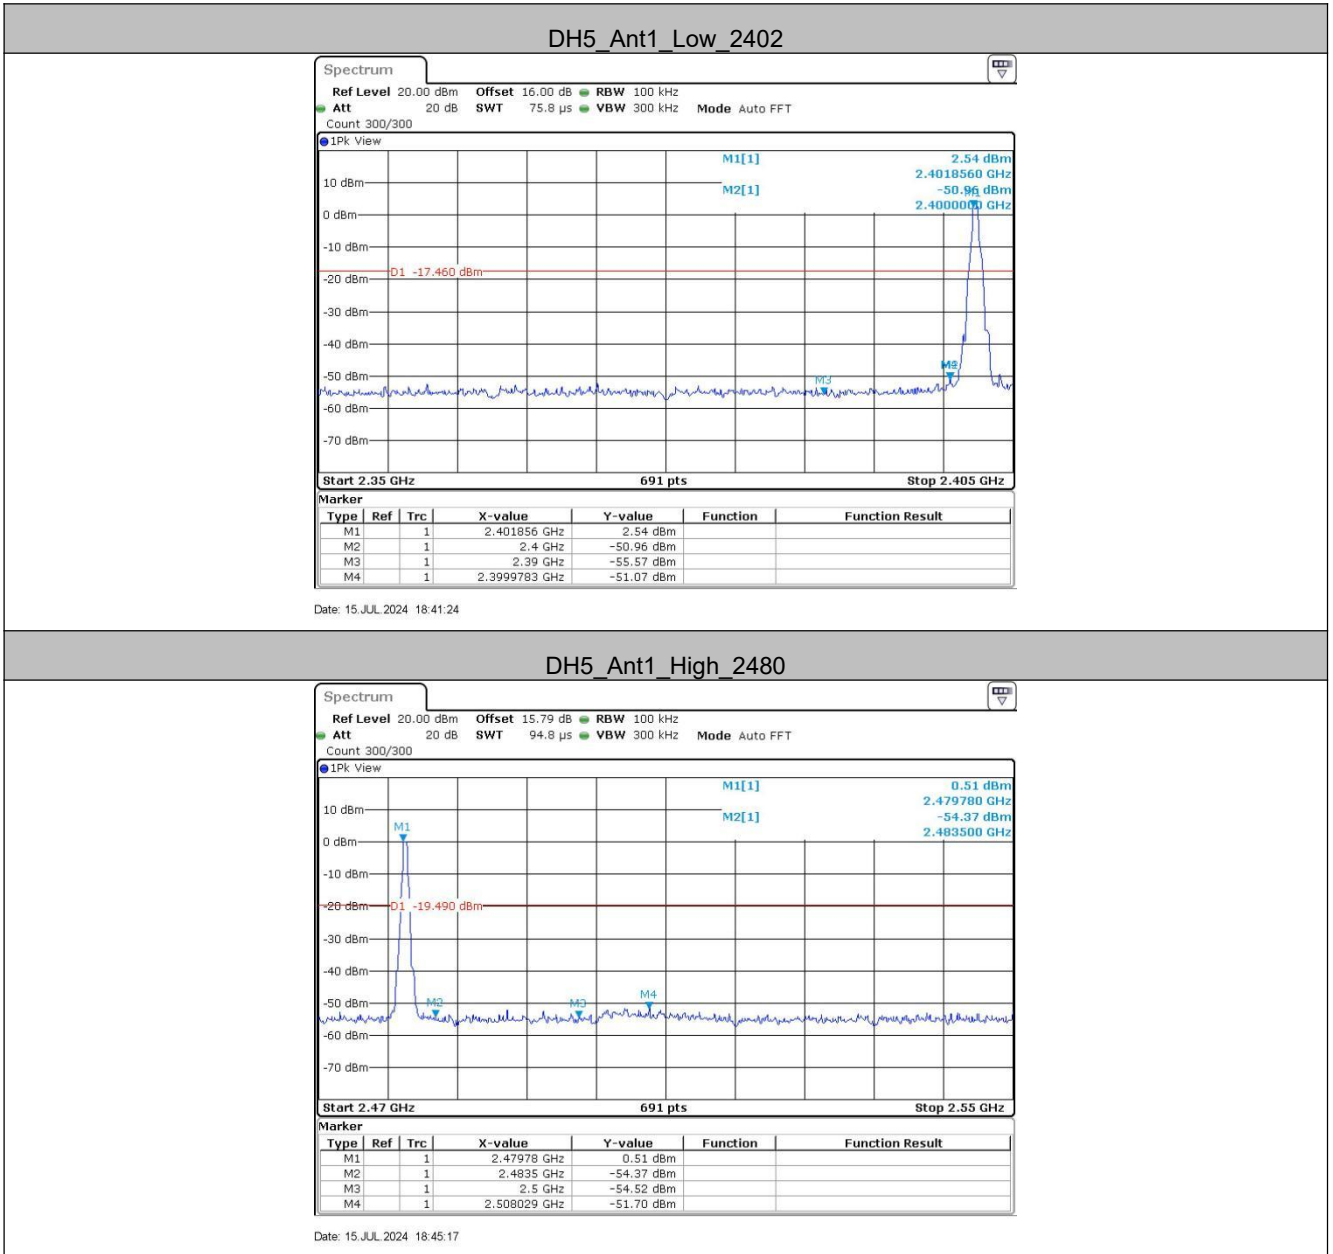 DH5_Ant1_Low_2402
Spectrum
Ref Level 20.00 dBm Offset 16.00 dB RBW 100 kHz
Att 20 dB SWT 75.8 µs VBW 300 kHz Mode Auto FFT
Count 300/300
1Pk View
M1[1] 2.54 dBm
2.4018560 GHz
M2[1] -50.96 dBm
2.4000000 GHz
M1
10 dBm
0 dBm
-10 dBm
D1 -17.460 dBm
-20 dBm
-30 dBm
-40 dBm
-50 dBm
M3
-60 dBm
-70 dBm
Start 2.35 GHz 691 pts Stop 2.405 GHz
Marker
Type Ref Trc X-value Y-value Function Function Result
M1 1 2.401856 GHz 2.54 dBm
M2 1 2.4 GHz -50.96 dBm
M3 1 2.39 GHz -55.57 dBm
M4 1 2.3999783 GHz -51.07 dBm
Date: 15.JUL.2024 18:41:24
DH5_Ant1_High_2480
Spectrum
Ref Level 20.00 dBm Offset 15.79 dB RBW 100 kHz
Att 20 dB SWT 94.8 µs VBW 300 kHz Mode Auto FFT
Count 300/300
1Pk View
M1[1] 0.51 dBm
2.479780 GHz
M2[1] -54.37 dBm
2.483500 GHz
10 dBm
M1
0 dBm
-10 dBm
-20 dBm D1 -19.490 dBm
-30 dBm
-40 dBm
-50 dBm M2 M3 M4
-60 dBm
-70 dBm
Start 2.47 GHz 691 pts Stop 2.55 GHz
Marker
Type Ref Trc X-value Y-value Function Function Result
M1 1 2.47978 GHz 0.51 dBm
M2 1 2.4835 GHz -54.37 dBm
M3 1 2.5 GHz -54.52 dBm
M4 1 2.508029 GHz -51.70 dBm
Date: 15.JUL.2024 18:45:17